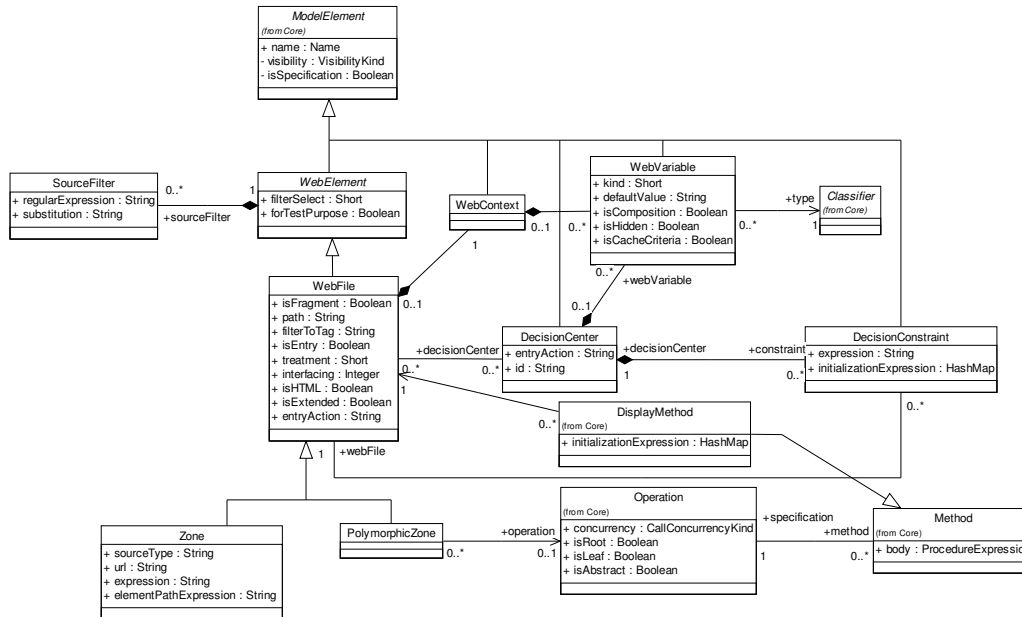 ModelElement
(from Core)
+ name : Name
- visibility : VisibilityKind
- isSpecification : Boolean
SourceFilter
+ regularExpression : String
+ substitution : String
0..*
+sourceFilter
1
WebElement
+ filterSelect : Short
+ forTestPurpose : Boolean
WebContext
1
0..1
0..*
WebVariable
+ kind : Short
+ defaultValue : String
+ isComposition : Boolean
+ isHidden : Boolean
+ isCacheCriteria : Boolean
+type
0..*
1
Classifier
(from Core)
0..*
+webVariable
0..1
WebFile
+ isFragment : Boolean
+ path : String
+ filterToTag : String
+ isEntry : Boolean
+ treatment : Short
+ interfacing : Integer
+ isHTML : Boolean
+ isExtended : Boolean
+ entryAction : String
0..1
+decisionCenter
0..*
0..*
1
DecisionCenter
+ entryAction : String
+ id : String
+decisionCenter
1
+constraint
0..*
DecisionConstraint
+ expression : String
+ initializationExpression : HashMap
0..*
DisplayMethod
(from Core)
+ initializationExpression : HashMap
0..*
1
+webFile
Zone
+ sourceType : String
+ url : String
+ expression : String
+ elementPathExpression : String
PolymorphicZone
+operation
0..*
0..1
Operation
(from Core)
+ concurrency : CallConcurrencyKind
+ isRoot : Boolean
+ isLeaf : Boolean
+ isAbstract : Boolean
+specification
1
+method
0..*
Method
(from Core)
+ body : ProcedureExpressio